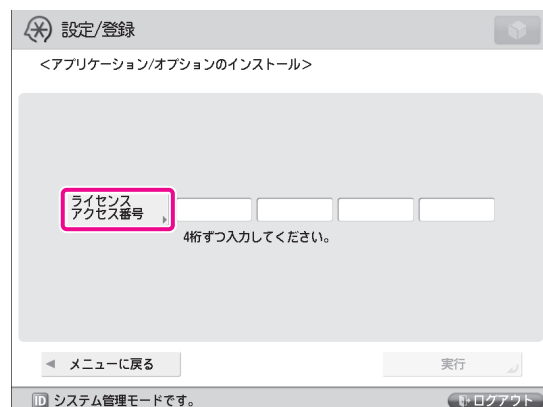 設定/登録
<アプリケーション/オプションのインストール>
ライセンス
アクセス番号
4桁ずつ入力してください。
メニューに戻る
実行
ID システム管理モードです。
ログアウト